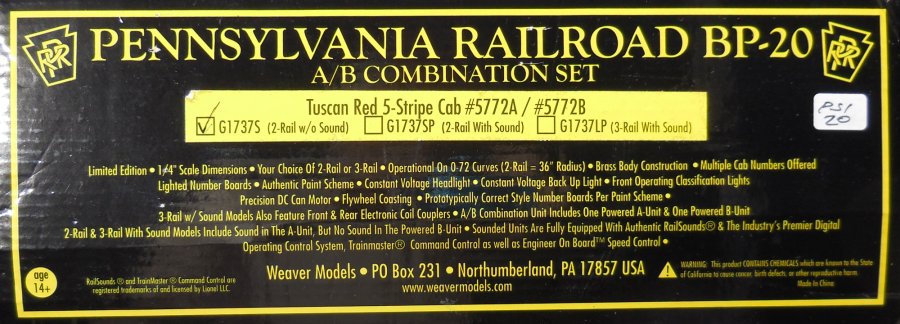 PRR PENNSYLVANIA RAILROAD BP-20 PRR
A/B COMBINATION SET
Tuscan Red 5-Stripe Cab #5772A / #5772B
G1737S (2-Rail w/o Sound) G1737SP (2-Rail With Sound) G1737LP (3-Rail With Sound)
PS1
20
Limited Edition • 1/4" Scale Dimensions • Your Choice Of 2-Rail or 3-Rail • Operational On 0-72 Curves (2-Rail = 36" Radius) • Brass Body Construction • Multiple Cab Numbers Offered
Lighted Number Boards • Authentic Paint Scheme • Constant Voltage Headlight • Constant Voltage Back Up Light • Front Operating Classification Lights
Precision DC Can Motor • Flywheel Coasting • Prototypically Correct Style Number Boards Per Paint Scheme •
3-Rail w/ Sound Models Also Feature Front & Rear Electronic Coil Couplers • A/B Combination Unit Includes One Powered A-Unit & One Powered B-Unit
2-Rail & 3-Rail With Sound Models Include Sound in The A-Unit, But No Sound In The Powered B-Unit • Sounded Units Are Fully Equipped With Authentic RailSounds® & The Industry's Premier Digital
Operating Control System, Trainmaster® Command Control as well as Engineer On Board™ Speed Control •
age
14+
RailSounds ® and TrainMaster ® Command Control are
registered trademarks of and licensed by Lionel LLC.
Weaver Models • PO Box 231 • Northumberland, PA 17857 USA
www.weavermodels.com
WARNING: This product CONTAINS CHEMICALS which are known to the State
of California to cause cancer, birth defects, or other reproductive harm.
Made In China